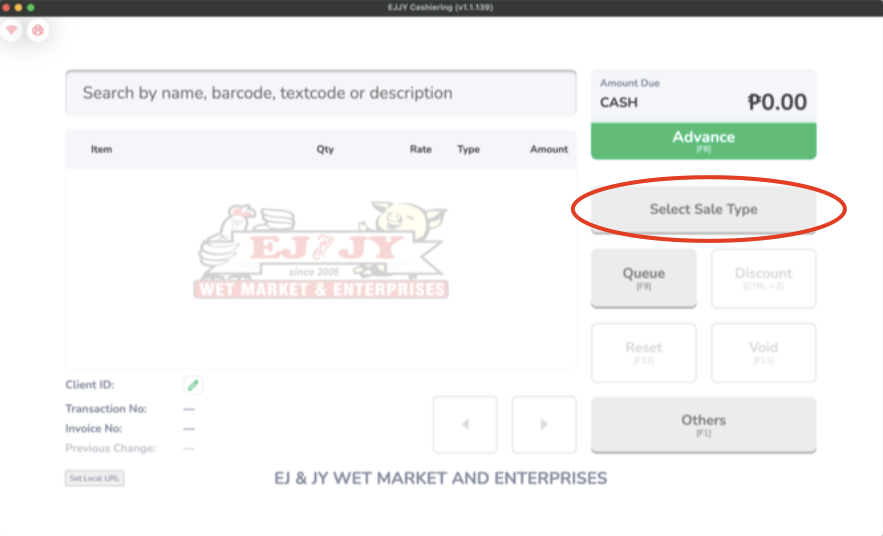 EJJY Cashiering (v1.1.139)
Search by name, barcode, textcode or description
Item Qty Rate Type Amount
EJ & JY
since 2006
WET MARKET & ENTERPRISES
Client ID:
Transaction No: —
Invoice No: —
Previous Change: —
Set Local URL
EJ & JY WET MARKET AND ENTERPRISES
Amount Due
CASH ₱0.00
Advance
[F8]
Select Sale Type
Queue
[F9]
Discount
[CTRL + Z]
Reset
[F12]
Void
[F11]
Others
[F1]